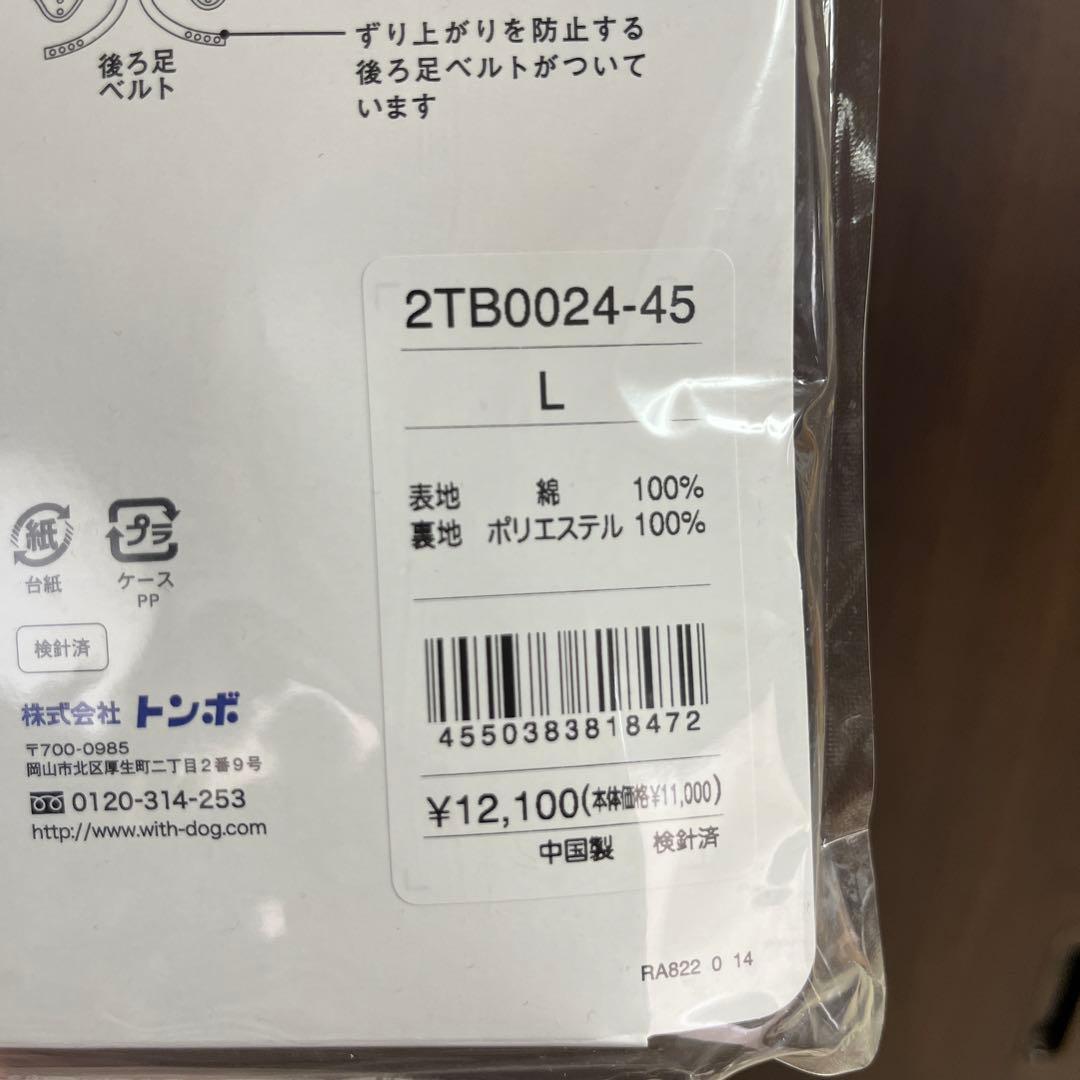 後ろ足
ベルト
ずり上がりを防止する
後ろ足ベルトがついて
います
2TB0024-45
L
表地 綿 100%
裏地 ポリエステル 100%
紙
台紙
プラ
ケース
PP
検針済
株式会社 トンボ
〒700-0985
岡山市北区厚生町二丁目2番9号
0120-314-253
http://www.with-dog.com
4550383818472
¥12,100(本体価格¥11,000)
中国製 検針済
RA822 0 14